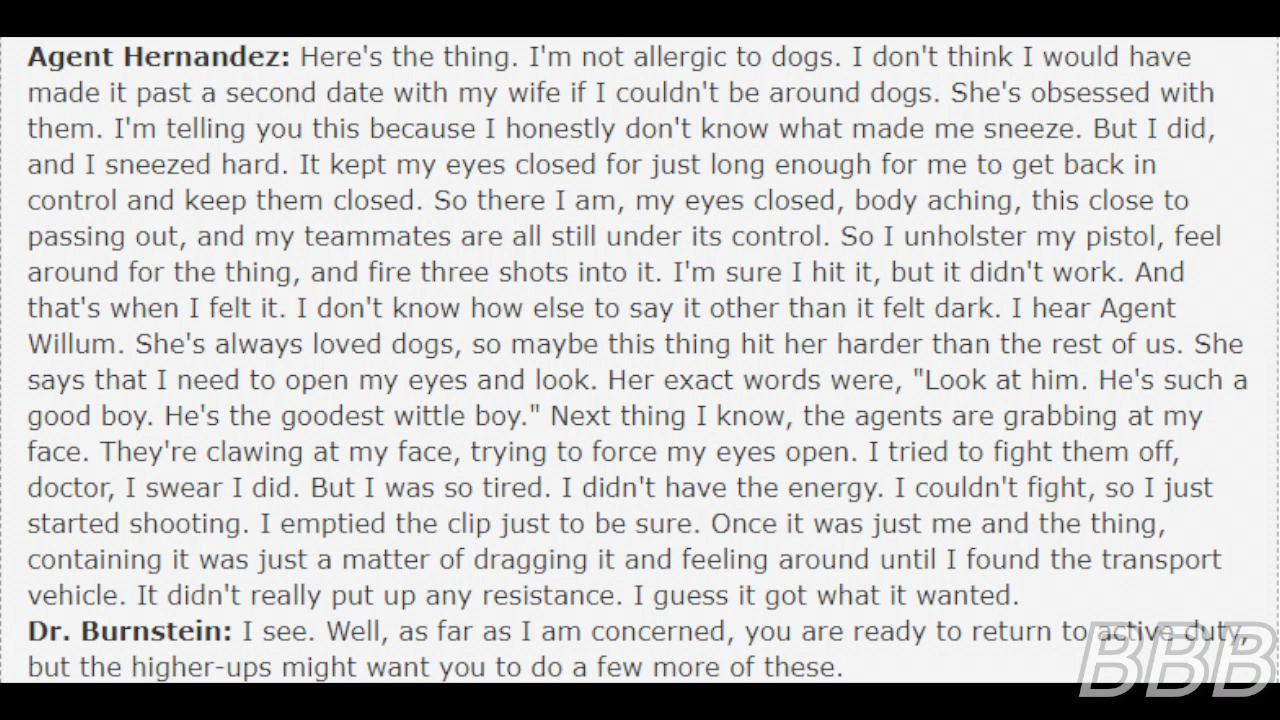 Agent Hernandez: Here's the thing. I'm not allergic to dogs. I don't think I would have
made it past a second date with my wife if I couldn't be around dogs. She's obsessed with
them. I'm telling you this because I honestly don't know what made me sneeze. But I did,
and I sneezed hard. It kept my eyes closed for just long enough for me to get back in
control and keep them closed. So there I am, my eyes closed, body aching, this close to
passing out, and my teammates are all still under its control. So I unholster my pistol, feel
around for the thing, and fire three shots into it. I'm sure I hit it, but it didn't work. And
that's when I felt it. I don't know how else to say it other than it felt dark. I hear Agent
Willum. She's always loved dogs, so maybe this thing hit her harder than the rest of us. She
says that I need to open my eyes and look. Her exact words were, "Look at him. He's such a
good boy. He's the goodest wittle boy." Next thing I know, the agents are grabbing at my
face. They're clawing at my face, trying to force my eyes open. I tried to fight them off,
doctor, I swear I did. But I was so tired. I didn't have the energy. I couldn't fight, so I just
started shooting. I emptied the clip just to be sure. Once it was just me and the thing,
containing it was just a matter of dragging it and feeling around until I found the transport
vehicle. It didn't really put up any resistance. I guess it got what it wanted.
Dr. Burnstein: I see. Well, as far as I am concerned, you are ready to return to active duty,
but the higher-ups might want you to do a few more of these.
BBB